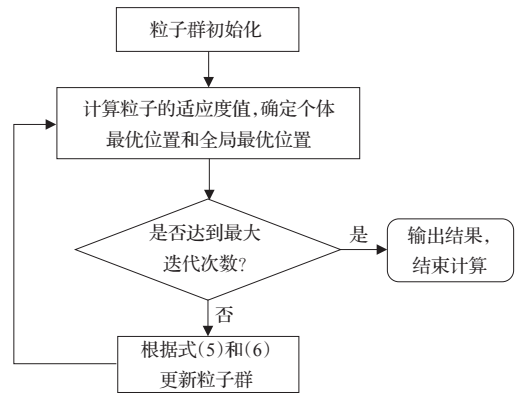 粒子群初始化
计算粒子的适应度值,确定个体
最优位置和全局最优位置
是否达到最大
迭代次数?
是
输出结果,
结束计算
否
根据式(5)和(6)
更新粒子群